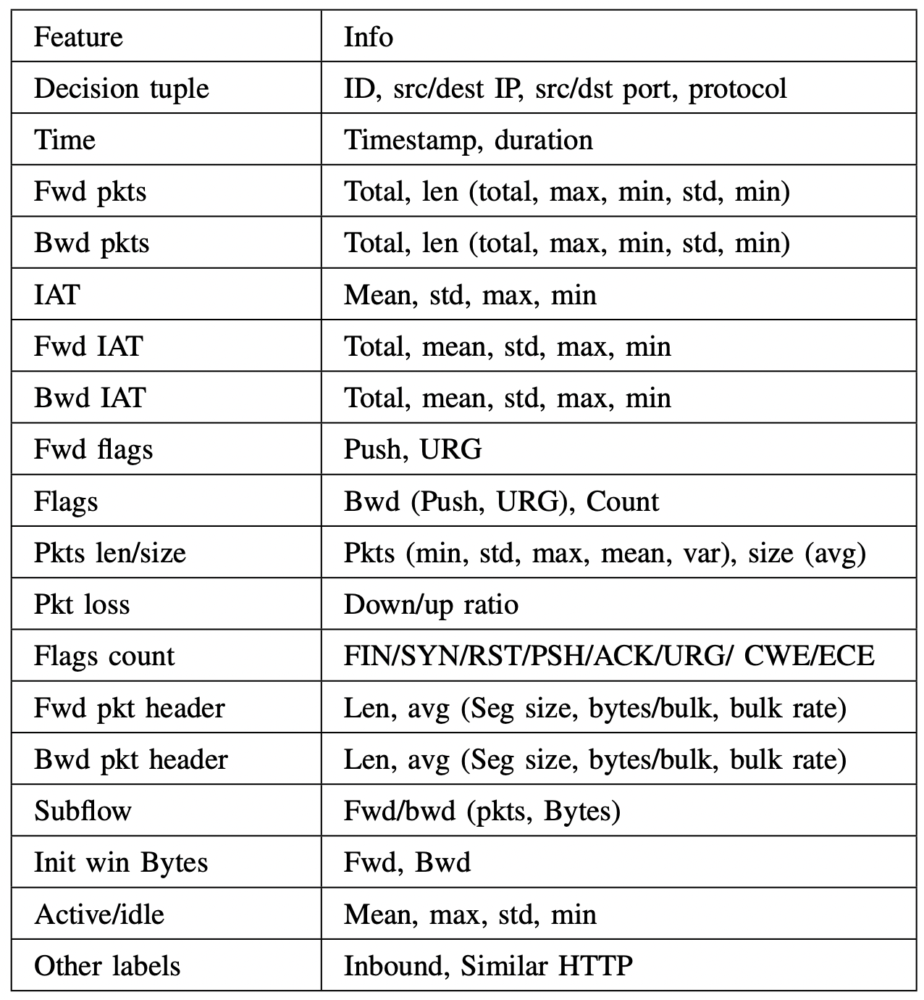 Feature Info
Decision tuple ID, src/dest IP, src/dst port, protocol
Time Timestamp, duration
Fwd pkts Total, len (total, max, min, std, min)
Bwd pkts Total, len (total, max, min, std, min)
IAT Mean, std, max, min
Fwd IAT Total, mean, std, max, min
Bwd IAT Total, mean, std, max, min
Fwd flags Push, URG
Flags Bwd (Push, URG), Count
Pkts len/size Pkts (min, std, max, mean, var), size (avg)
Pkt loss Down/up ratio
Flags count FIN/SYN/RST/PSH/ACK/URG/ CWE/ECE
Fwd pkt header Len, avg (Seg size, bytes/bulk, bulk rate)
Bwd pkt header Len, avg (Seg size, bytes/bulk, bulk rate)
Subflow Fwd/bwd (pkts, Bytes)
Init win Bytes Fwd, Bwd
Active/idle Mean, max, std, min
Other labels Inbound, Similar HTTP